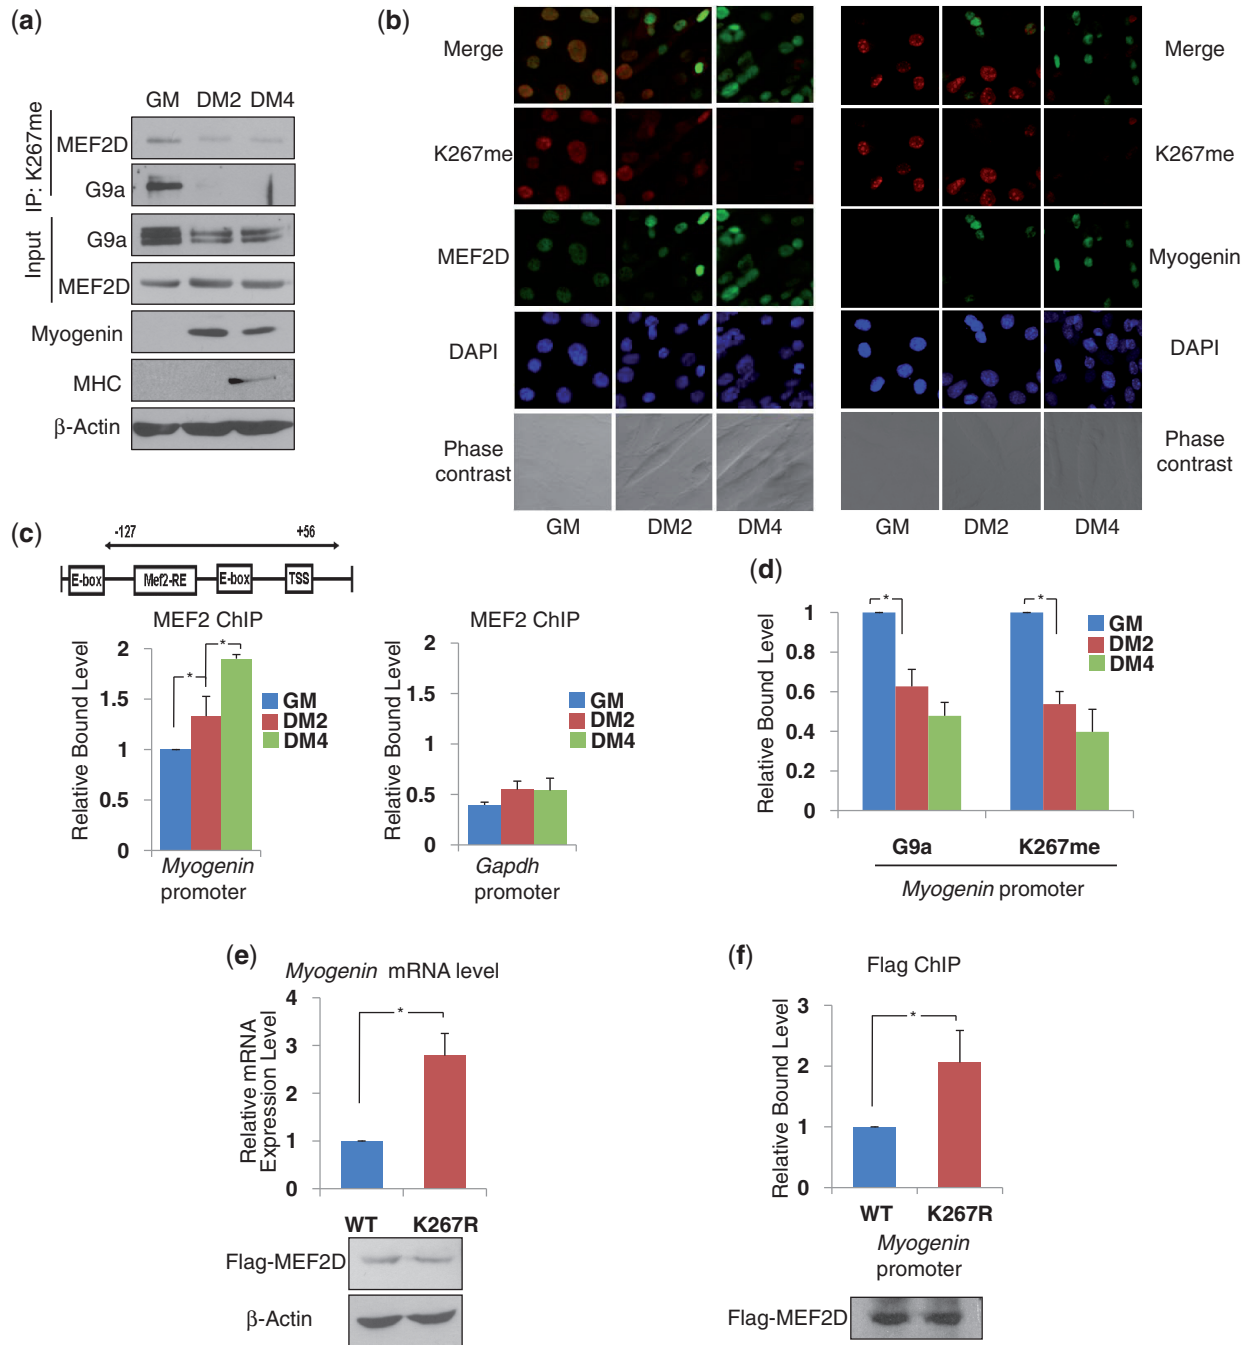 (a)
GM DM2 DM4
IP: K267me
MEF2D
G9a
Input
G9a
MEF2D
Myogenin
MHC
β-Actin
(b)
Merge
K267me
MEF2D
DAPI
Phase
contrast
GM DM2 DM4
Merge
K267me
Myogenin
DAPI
Phase
contrast
GM DM2 DM4
(c)
-127 +56
E-box Mef2-RE E-box TSS
MEF2 ChIP
Relative Bound Level
2
1.5
1
0.5
0
* *
GM
DM2
DM4
Myogenin
promoter
MEF2 ChIP
Relative Bound Level
2
1.5
1
0.5
0
GM
DM2
DM4
Gapdh
promoter
(d)
Relative Bound Level
1
0.8
0.6
0.4
0.2
0
* *
GM
DM2
DM4
G9a K267me
Myogenin promoter
(e)
Myogenin mRNA level
Relative mRNA
Expression Level
4
3
2
1
0
*
WT K267R
Flag-MEF2D
β-Actin
(f)
Flag ChIP
Relative Bound Level
3
2
1
0
*
WT K267R
Myogenin
promoter
Flag-MEF2D